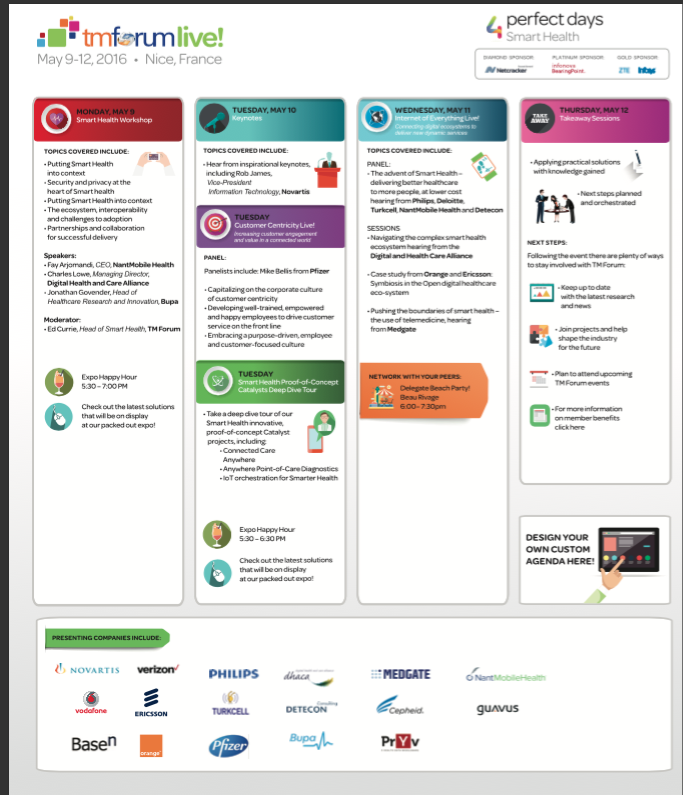 tmforumlive!
May 9-12, 2016 • Nice, France
4 perfect days
Smart Health
DIAMOND SPONSOR:
PLATINUM SPONSOR:
GOLD SPONSOR:
Netcracker
infonova
BearingPoint.
ZTE
Infosys
MONDAY, MAY 9
Smart Health Workshop
TOPICS COVERED INCLUDE:
• Putting Smart Health
into context
• Security and privacy at the
heart of Smart Health
• Putting Smart Health into context
• The ecosystem, interoperability
and challenges to adoption
• Partnerships and collaboration
for successful delivery
Speakers:
• Fay Arjomandi, CEO, NantMobile Health
• Charles Lowe, Managing Director,
Digital Health and Care Alliance
• Jonathan Govender, Head of
Healthcare Research and Innovation, Bupa
Moderator:
• Ed Currie, Head of Smart Health, TM Forum
Expo Happy Hour
5:30 – 7:00 PM
Check out the latest solutions
that will be on display
at our packed out expo!
TUESDAY, MAY 10
Keynotes
TOPICS COVERED INCLUDE:
• Hear from inspirational keynotes,
including Rob James,
Vice-President
Information Technology, Novartis
TUESDAY
Customer Centricity Live!
Increasing customer engagement
and value in a connected world
PANEL:
Panelists include: Mike Bellis from Pfizer
• Capitalizing on the corporate culture
of customer centricity
• Developing well-trained, empowered
and happy employees to drive customer
service on the front line
• Embracing a purpose-driven, employee
and customer-focused culture
TUESDAY
Smart Health Proof-of-Concept
Catalysts Deep Dive Tour
• Take a deep dive tour of our
Smart Health innovative,
proof-of-concept Catalyst
projects, including:
• Connected Care
Anywhere
• Anywhere Point-of-Care Diagnostics
• IoT orchestration for Smarter Health
Expo Happy Hour
5:30 – 6:30 PM
Check out the latest solutions
that will be on display
at our packed out expo!
WEDNESDAY, MAY 11
Internet of Everything Live!
Connecting digital ecosystems to
deliver new dynamic services
TOPICS COVERED INCLUDE:
PANEL:
• The advent of Smart Health –
delivering better healthcare
to more people, at lower cost
hearing from Philips, Deloitte,
Turkcell, NantMobile Health and Detecon
SESSIONS
• Navigating the complex smart health
ecosystem hearing from the
Digital and Health Care Alliance
• Case study from Orange and Ericsson:
Symbiosis in the Open digital healthcare
eco-system
• Pushing the boundaries of smart health –
the use of telemedicine, hearing
from Medgate
NETWORK WITH YOUR PEERS:
Delegate Beach Party!
Beau Rivage
6:00– 7:30pm
TAKE
AWAY
THURSDAY, MAY 12
Takeaway Sessions
• Applying practical solutions
with knowledge gained
• Next steps planned
and orchestrated
NEXT STEPS:
Following the event there are plenty of ways
to stay involved with TM Forum:
• Keep up to date
with the latest research
and news
• Join projects and help
shape the industry
for the future
• Plan to attend upcoming
TM Forum events
• For more information
on member benefits
click here
DESIGN YOUR
OWN CUSTOM
AGENDA HERE!
PRESENTING COMPANIES INCLUDE:
NOVARTIS
verizon
PHILIPS
dhaca
MEDGATE
NantMobileHealth
vodafone
ERICSSON
TURKCELL
DETECON
Consulting
Cepheid.
guavus
BaseN
orange
Pfizer
Bupa
PrYv